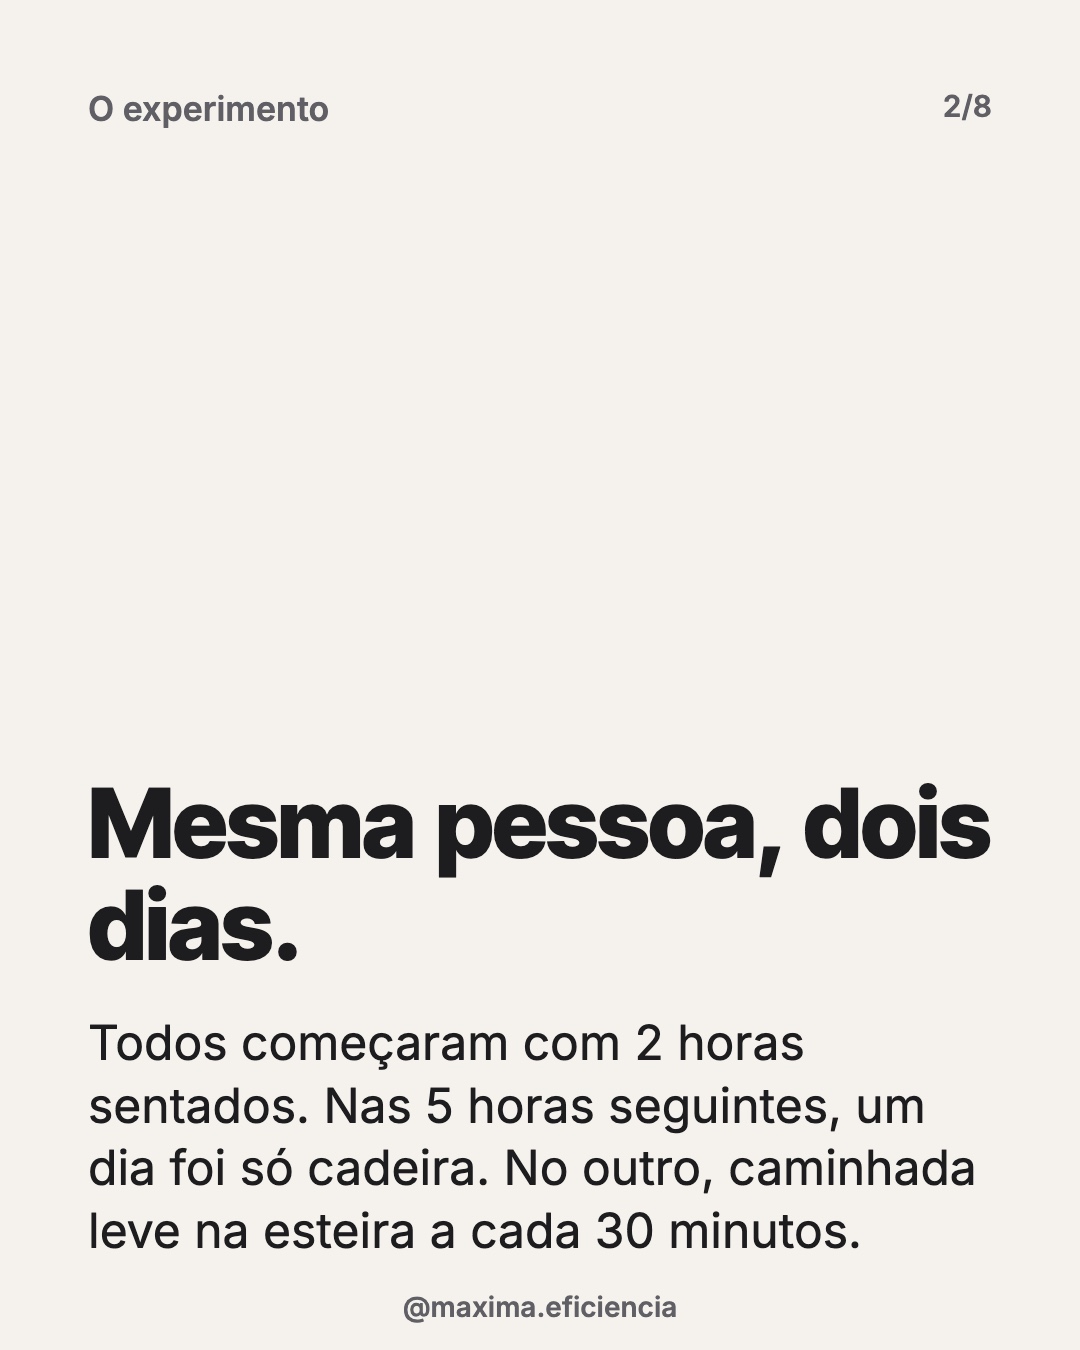 O experimento
2/8
Mesma pessoa, dois
dias.
Todos começaram com 2 horas
sentados. Nas 5 horas seguintes, um
dia foi só cadeira. No outro, caminhada
leve na esteira a cada 30 minutos.
@maxima.eficiencia